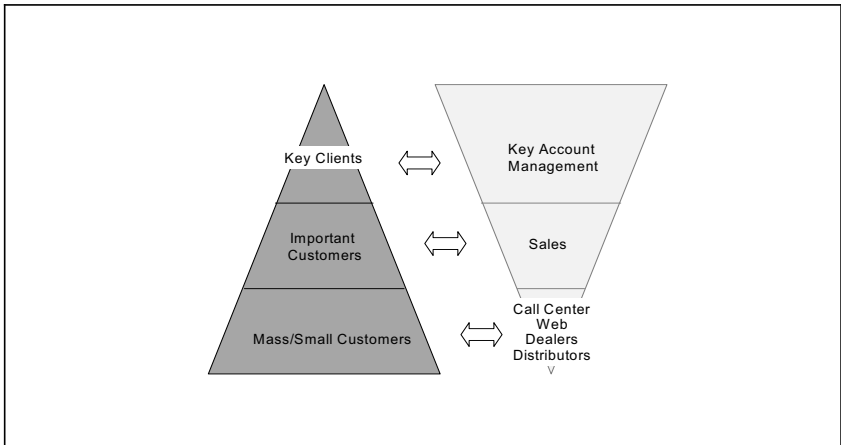 Key Clients
Key Account
Management
Important
Customers
Sales
Mass/Small Customers
Call Center
Web
Dealers
Distributors